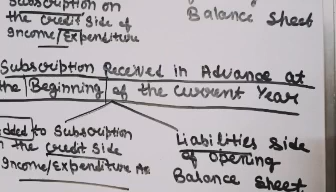 Subscription on
the credit side of
Income/Expenditure
Balance Sheet
Subscription Received in Advance at
the Beginning of the Current Year
Added to Subscription
in the credit side
Income/Expenditure A/c
Liabilities side
of opening
Balance Sheet